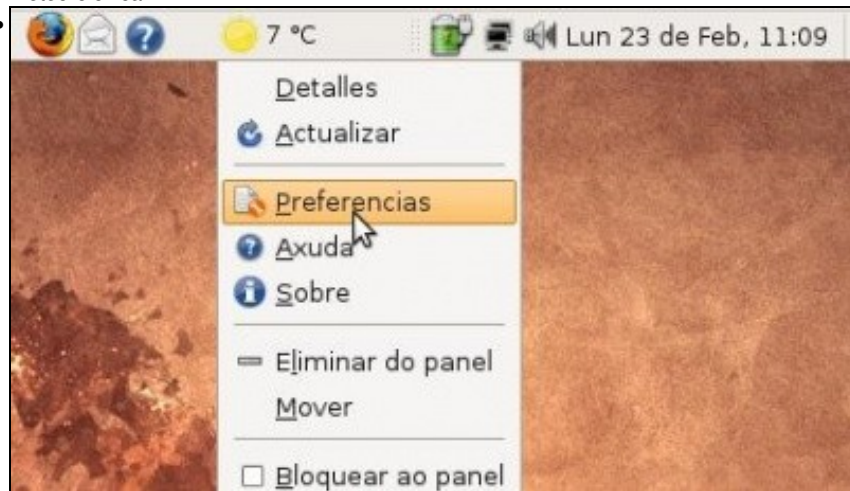 7 °C
Lun 23 de Feb, 11:09
Detalles
Actualizar
Preferencias
Axuda
Sobre
Eliminar do panel
Mover
Bloquear ao panel